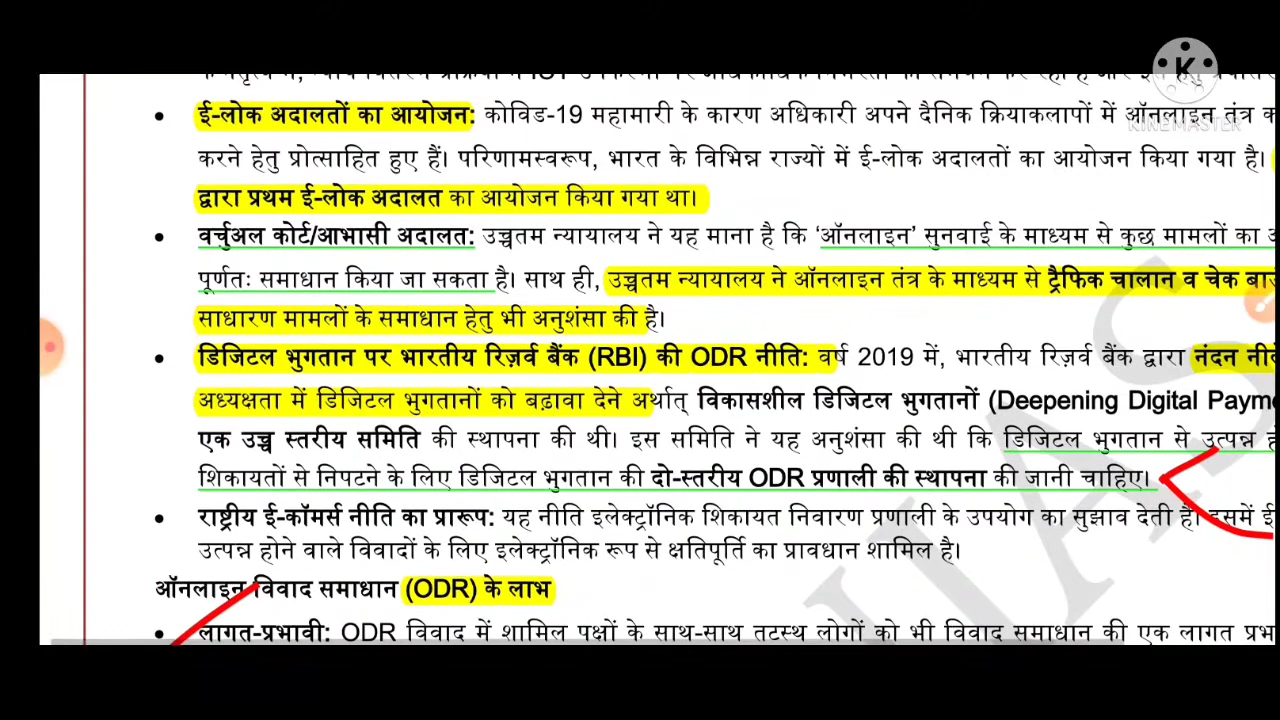 KINEMASTER
ई-लोक अदालतों का आयोजन: कोविड-19 महामारी के कारण अधिकारी अपने दैनिक क्रियाकलापों में ऑनलाइन तंत्र
करने हेतु प्रोत्साहित हुए हैं। परिणामस्वरूप, भारत के विभिन्न राज्यों में ई-लोक अदालतों का आयोजन किया गया है।
द्वारा प्रथम ई-लोक अदालत का आयोजन किया गया था।
वर्चुअल कोर्ट/आभासी अदालत: उच्चतम न्यायालय ने यह माना है कि 'ऑनलाइन' सुनवाई के माध्यम से कुछ मामलों का
पूर्णतः समाधान किया जा सकता है। साथ ही, उच्चतम न्यायालय ने ऑनलाइन तंत्र के माध्यम से ट्रैफिक चालान व चेक
साधारण मामलों के समाधान हेतु भी अनुशंसा की है।
डिजिटल भुगतान पर भारतीय रिज़र्व बैंक (RBI) की ODR नीति: वर्ष 2019 में, भारतीय रिज़र्व बैंक द्वारा नंदन
अध्यक्षता में डिजिटल भुगतानों को बढ़ावा देने अर्थात् विकासशील डिजिटल भुगतानों (Deepening Digital
एक उच्च स्तरीय समिति की स्थापना की थी। इस समिति ने यह अनुशंसा की थी कि डिजिटल भुगतान से उत्पन्न
शिकायतों से निपटने के लिए डिजिटल भुगतान की दो-स्तरीय ODR प्रणाली की स्थापना की जानी चाहिए।
राष्ट्रीय ई-कॉमर्स नीति का प्रारूप: यह नीति इलेक्ट्रॉनिक शिकायत निवारण प्रणाली के उपयोग का सुझाव देती है। इसमें
उत्पन्न होने वाले विवादों के लिए इलेक्ट्रॉनिक रूप से क्षतिपूर्ति का प्रावधान शामिल है।
ऑनलाइन विवाद समाधान (ODR) के लाभ
लागत-प्रभावी: ODR विवाद में शामिल पक्षों के साथ-साथ तटस्थ लोगों को भी विवाद समाधान की एक लागत